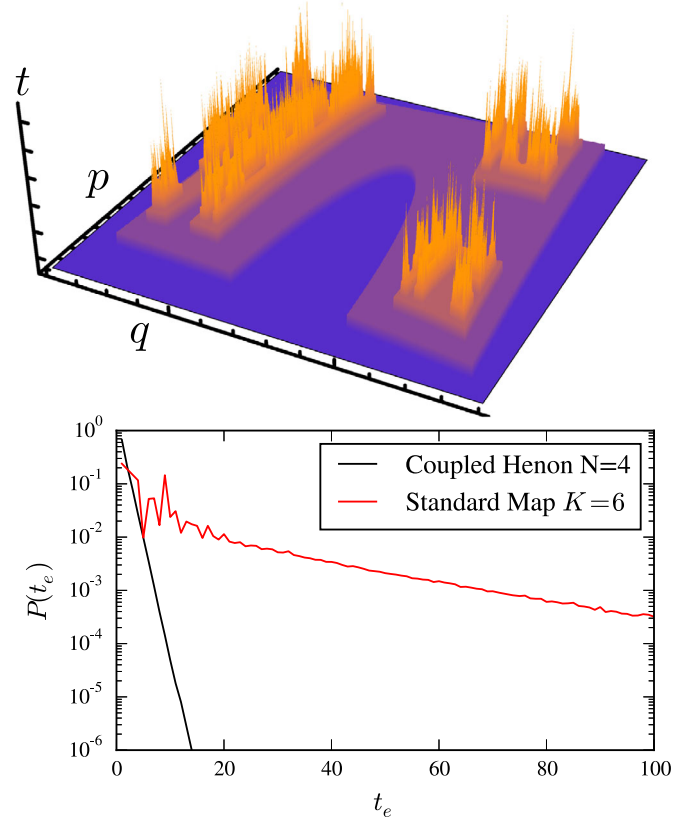 t
p
q
10^0
10^-1
10^-2
10^-3
10^-4
10^-5
10^-6
P(t_e)
Coupled Henon N=4
Standard Map K=6
0 20 40 60 80 100
t_e